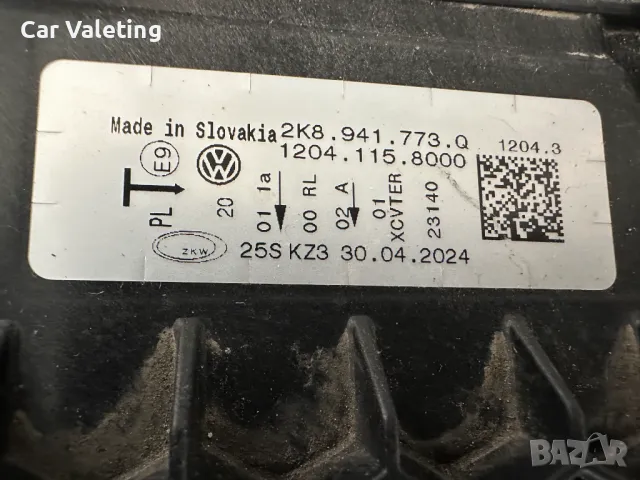 Car Valeting
Made in Slovakia 2K8.941.773.Q
1204.115.8000
1204.3
E9
VW
PL T
20
01 1a
00 RL
02 A
01
XCVTER
23140
ZKW
25S KZ3 30.04.2024
BAZAR